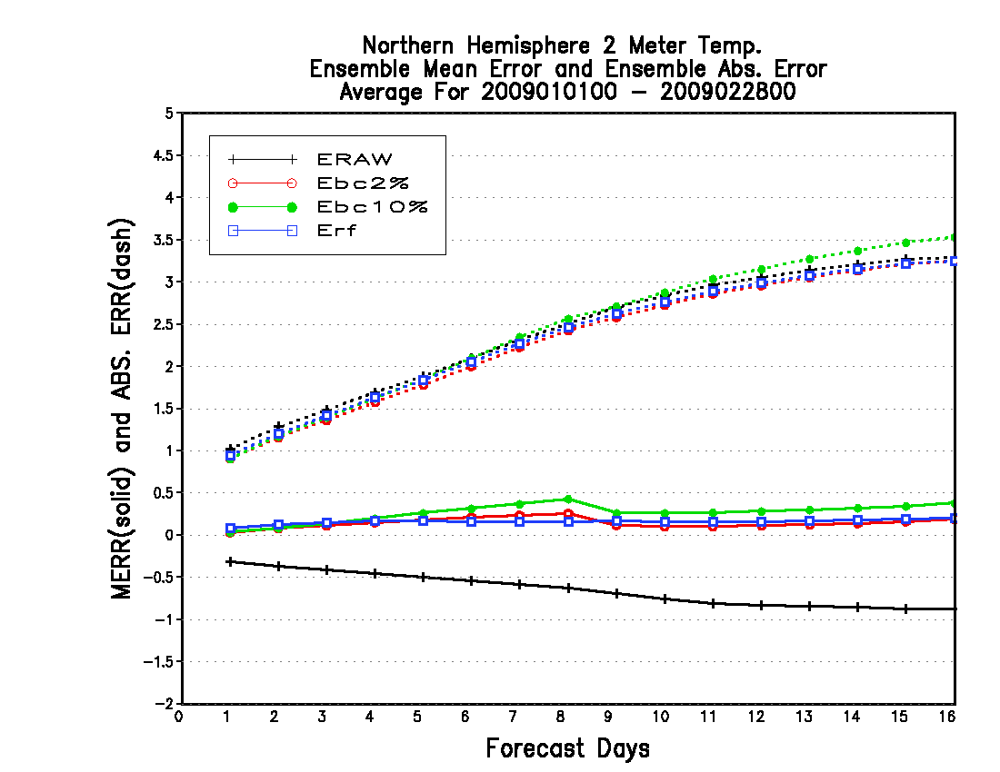 Northern Hemisphere 2 Meter Temp.
Ensemble Mean Error and Ensemble Abs. Error
Average For 2009010100 – 2009022800
MERR(solid) and ABS. ERR(dash)
5
4.5
4
3.5
3
2.5
2
1.5
1
0.5
0
−0.5
−1
−1.5
−2
ERAW
Ebc2%
Ebc10%
Erf
0 1 2 3 4 5 6 7 8 9 10 11 12 13 14 15 16
Forecast Days